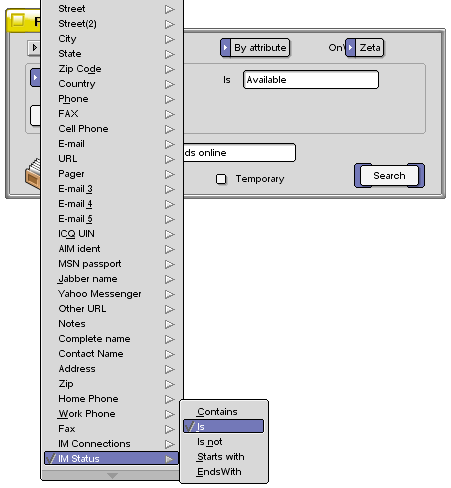 F
By attribute
On
Zeta
Is
Available
ds online
Temporary
Search
Street
Street(2)
City
State
Zip Code
Country
Phone
FAX
Cell Phone
E-mail
URL
Pager
E-mail 3
E-mail 4
E-mail 5
ICQ UIN
AIM ident
MSN passport
Jabber name
Yahoo Messenger
Other URL
Notes
Complete name
Contact Name
Address
Zip
Home Phone
Work Phone
Fax
IM Connections
IM Status
Contains
Is
Is not
Starts with
EndsWith